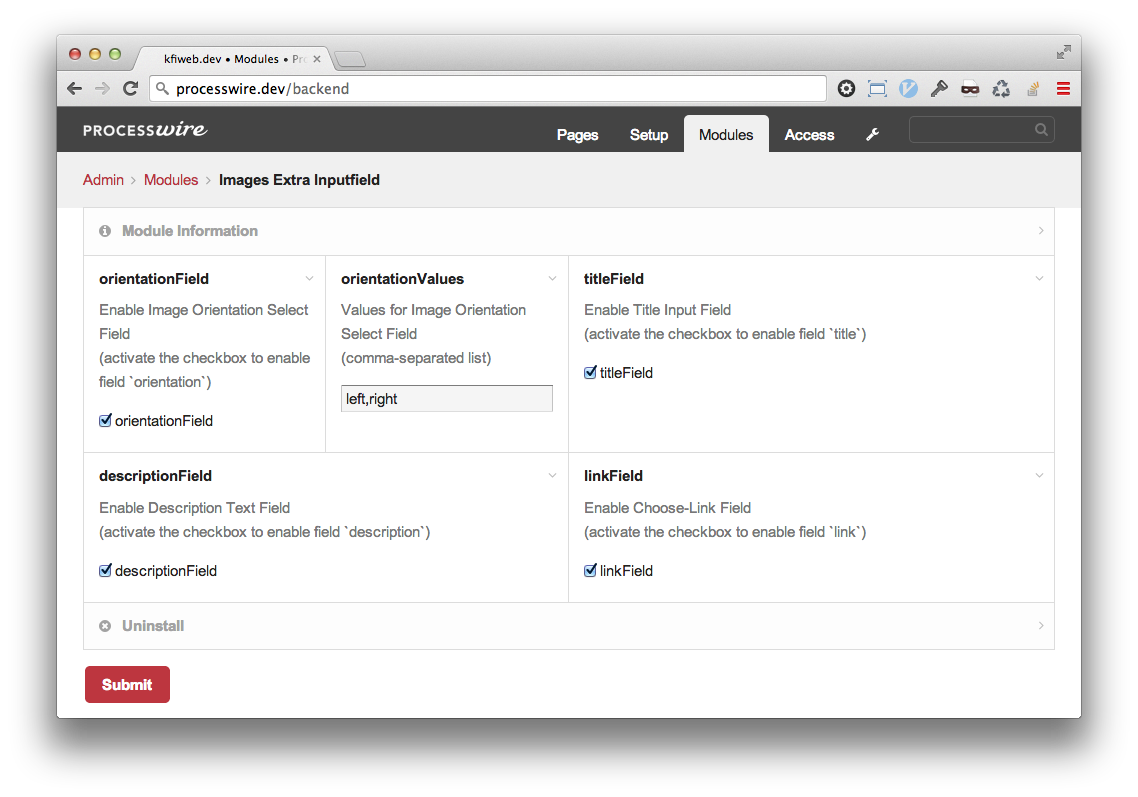 kfiweb.dev • Modules • Pro
processwire.dev/backend
PROCESSwire
Pages Setup Modules Access
Admin > Modules > Images Extra Inputfield
Module Information
orientationField
Enable Image Orientation Select
Field
(activate the checkbox to enable
field `orientation`)
orientationField
orientationValues
Values for Image Orientation
Select Field
(comma-separated list)
left,right
titleField
Enable Title Input Field
(activate the checkbox to enable field `title`)
titleField
descriptionField
Enable Description Text Field
(activate the checkbox to enable field `description`)
descriptionField
linkField
Enable Choose-Link Field
(activate the checkbox to enable field `link`)
linkField
Uninstall
Submit